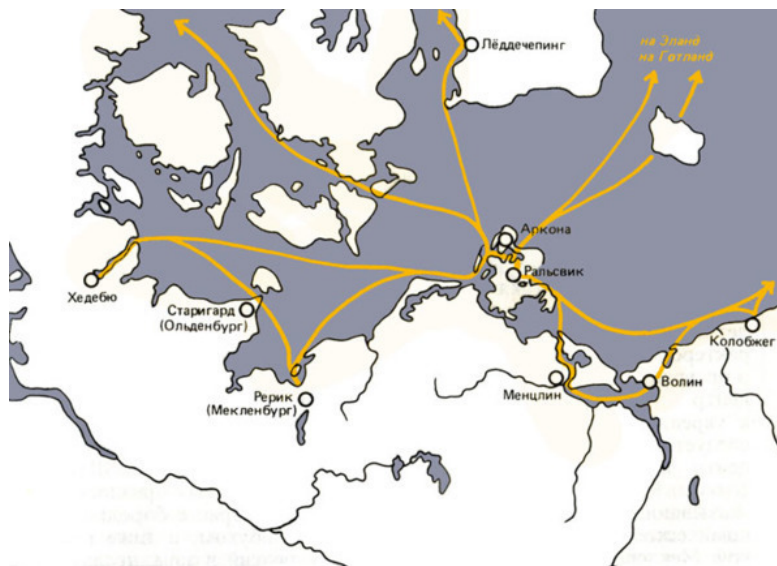 Лёддечепинг
на Эланд
на Готланд
Аркона
Ральсвик
Хедебю
Старигард
(Ольденбург)
Колобжег
Рерик
(Мекленбург)
Менцлин
Волин